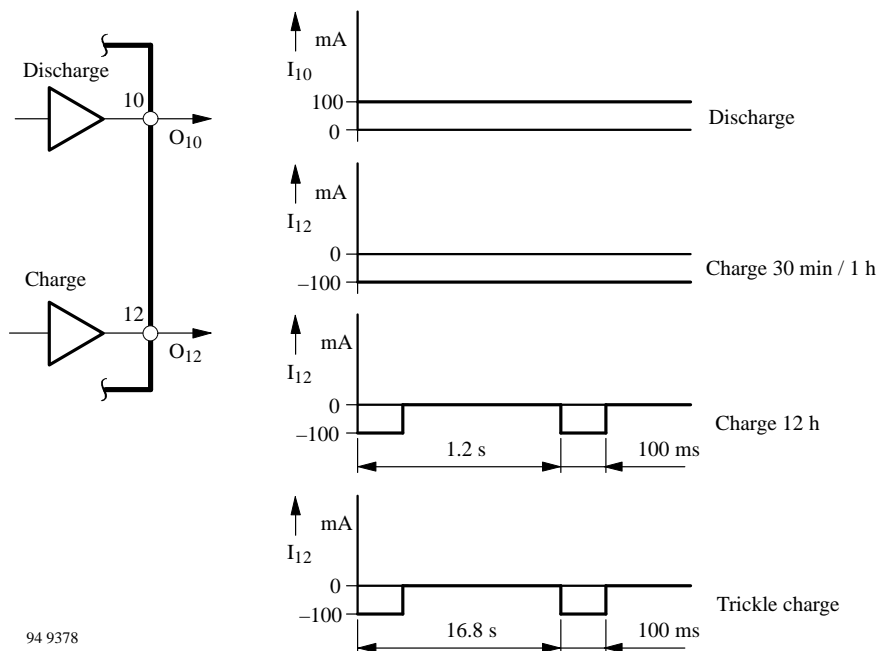 Discharge
10
O10
Charge
12
O12
mA
I10
100
0
Discharge
mA
I12
0
−100
Charge 30 min / 1 h
mA
I12
0
−100
Charge 12 h
1.2 s
100 ms
mA
I12
0
−100
Trickle charge
16.8 s
100 ms
94 9378